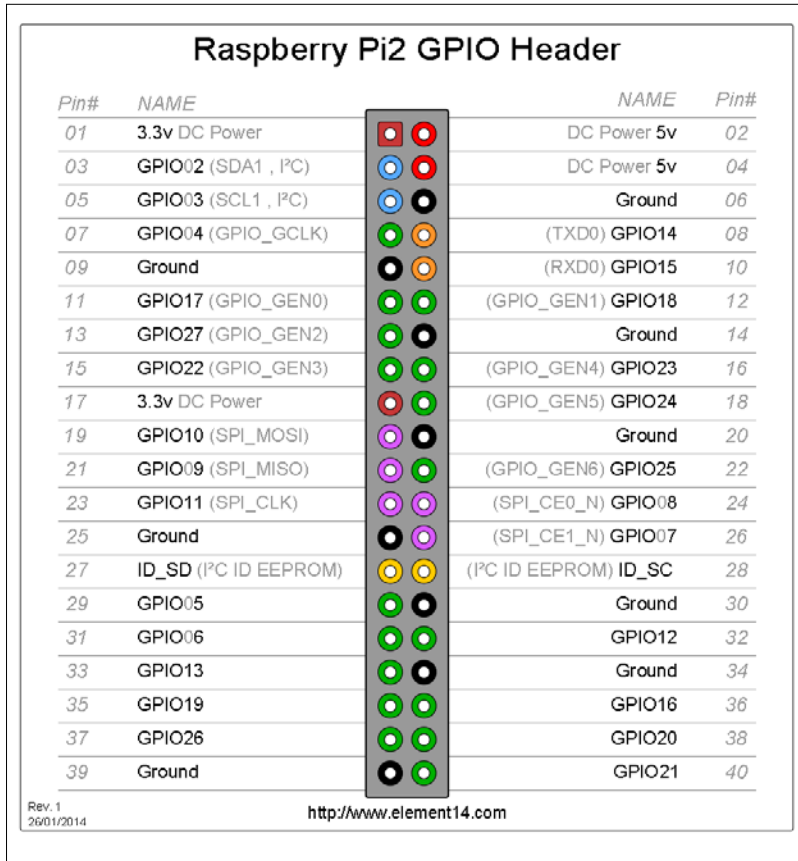 Raspberry Pi2 GPIO Header
Pin# NAME NAME Pin#
01 3.3v DC Power DC Power 5v 02
03 GPIO02 (SDA1 , I²C) DC Power 5v 04
05 GPIO03 (SCL1 , I²C) Ground 06
07 GPIO04 (GPIO_GCLK) (TXD0) GPIO14 08
09 Ground (RXD0) GPIO15 10
11 GPIO17 (GPIO_GEN0) (GPIO_GEN1) GPIO18 12
13 GPIO27 (GPIO_GEN2) Ground 14
15 GPIO22 (GPIO_GEN3) (GPIO_GEN4) GPIO23 16
17 3.3v DC Power (GPIO_GEN5) GPIO24 18
19 GPIO10 (SPI_MOSI) Ground 20
21 GPIO09 (SPI_MISO) (GPIO_GEN6) GPIO25 22
23 GPIO11 (SPI_CLK) (SPI_CE0_N) GPIO08 24
25 Ground (SPI_CE1_N) GPIO07 26
27 ID_SD (I²C ID EEPROM) (I²C ID EEPROM) ID_SC 28
29 GPIO05 Ground 30
31 GPIO06 GPIO12 32
33 GPIO13 Ground 34
35 GPIO19 GPIO16 36
37 GPIO26 GPIO20 38
39 Ground GPIO21 40
Rev. 1
26/01/2014
http://www.element14.com